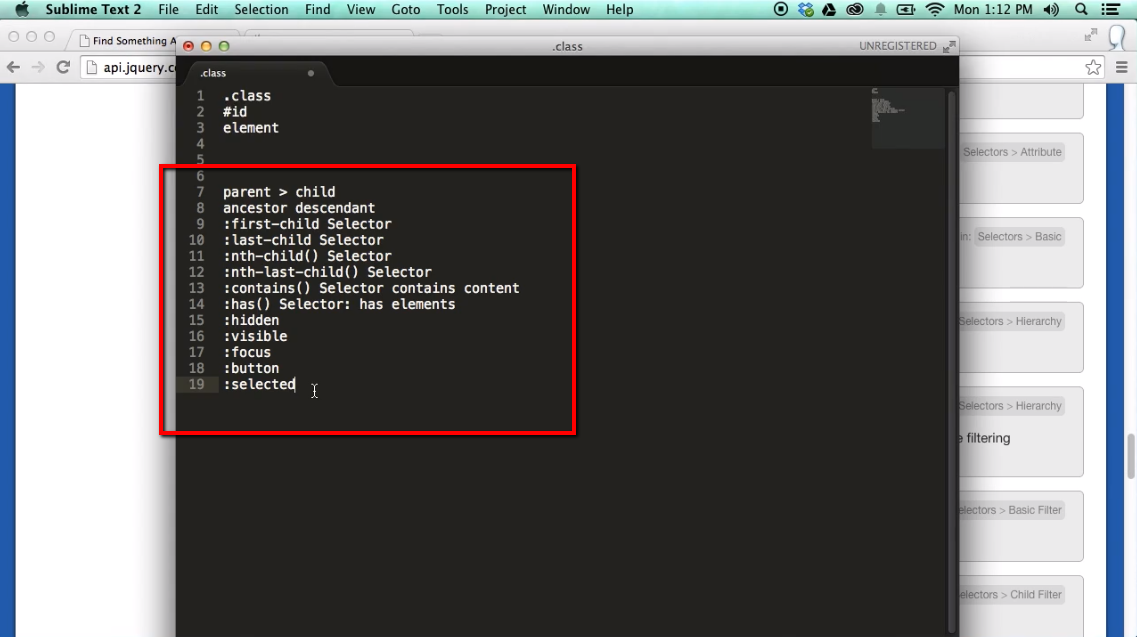 Sublime Text 2 File Edit Selection Find View Goto Tools Project Window Help Mon 1:12 PM
Find Something A
.class UNREGISTERED
api.jquery.c
.class
1 .class
2 #id
3 element
4
5
6
7 parent > child
8 ancestor descendant
9 :first-child Selector
10 :last-child Selector
11 :nth-child() Selector
12 :nth-last-child() Selector
13 :contains() Selector contains content
14 :has() Selector: has elements
15 :hidden
16 :visible
17 :focus
18 :button
19 :selected
Selectors > Attribute
in: Selectors > Basic
Selectors > Hierarchy
Selectors > Hierarchy
e filtering
electors > Basic Filter
electors > Child Filter